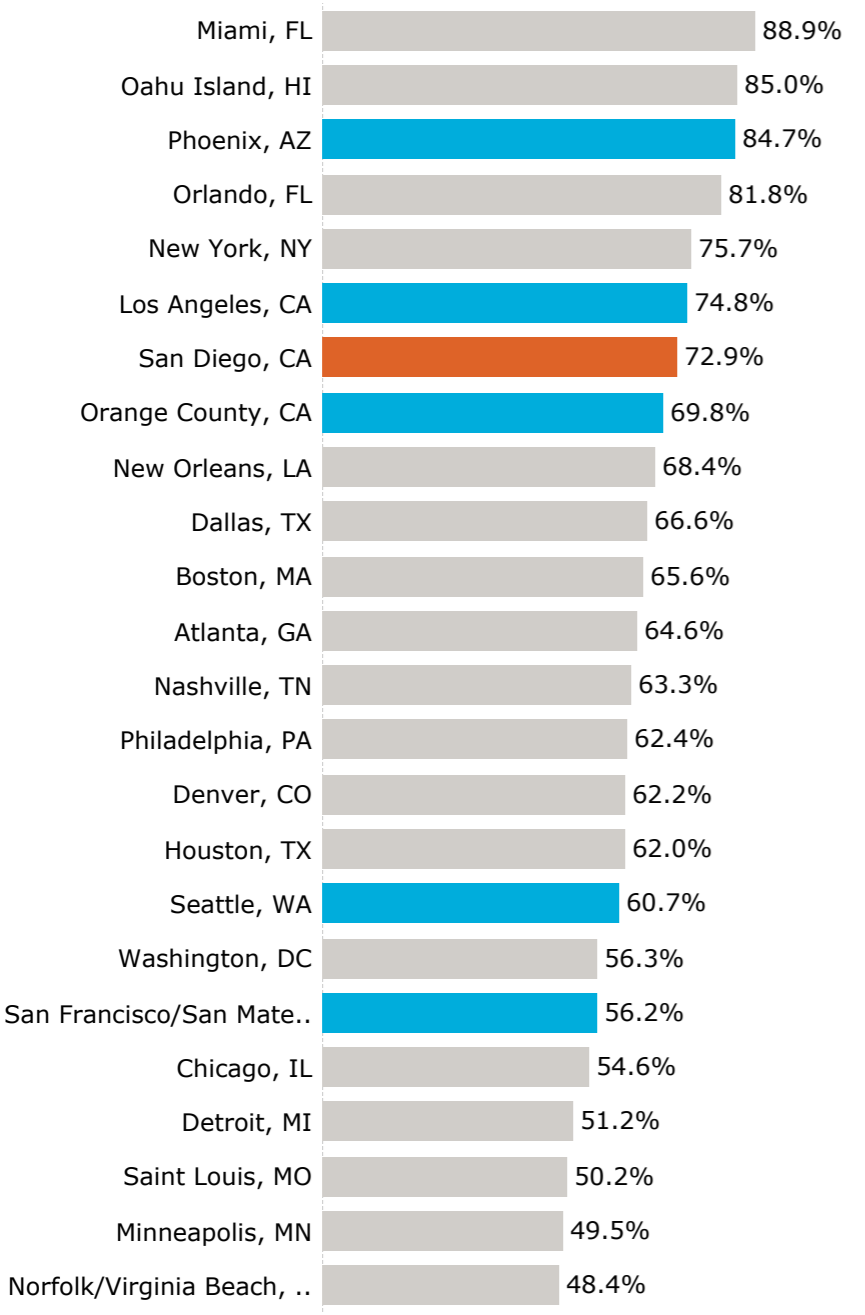 Miami, FL 88.9%
Oahu Island, HI 85.0%
Phoenix, AZ 84.7%
Orlando, FL 81.8%
New York, NY 75.7%
Los Angeles, CA 74.8%
San Diego, CA 72.9%
Orange County, CA 69.8%
New Orleans, LA 68.4%
Dallas, TX 66.6%
Boston, MA 65.6%
Atlanta, GA 64.6%
Nashville, TN 63.3%
Philadelphia, PA 62.4%
Denver, CO 62.2%
Houston, TX 62.0%
Seattle, WA 60.7%
Washington, DC 56.3%
San Francisco/San Mate.. 56.2%
Chicago, IL 54.6%
Detroit, MI 51.2%
Saint Louis, MO 50.2%
Minneapolis, MN 49.5%
Norfolk/Virginia Beach, .. 48.4%